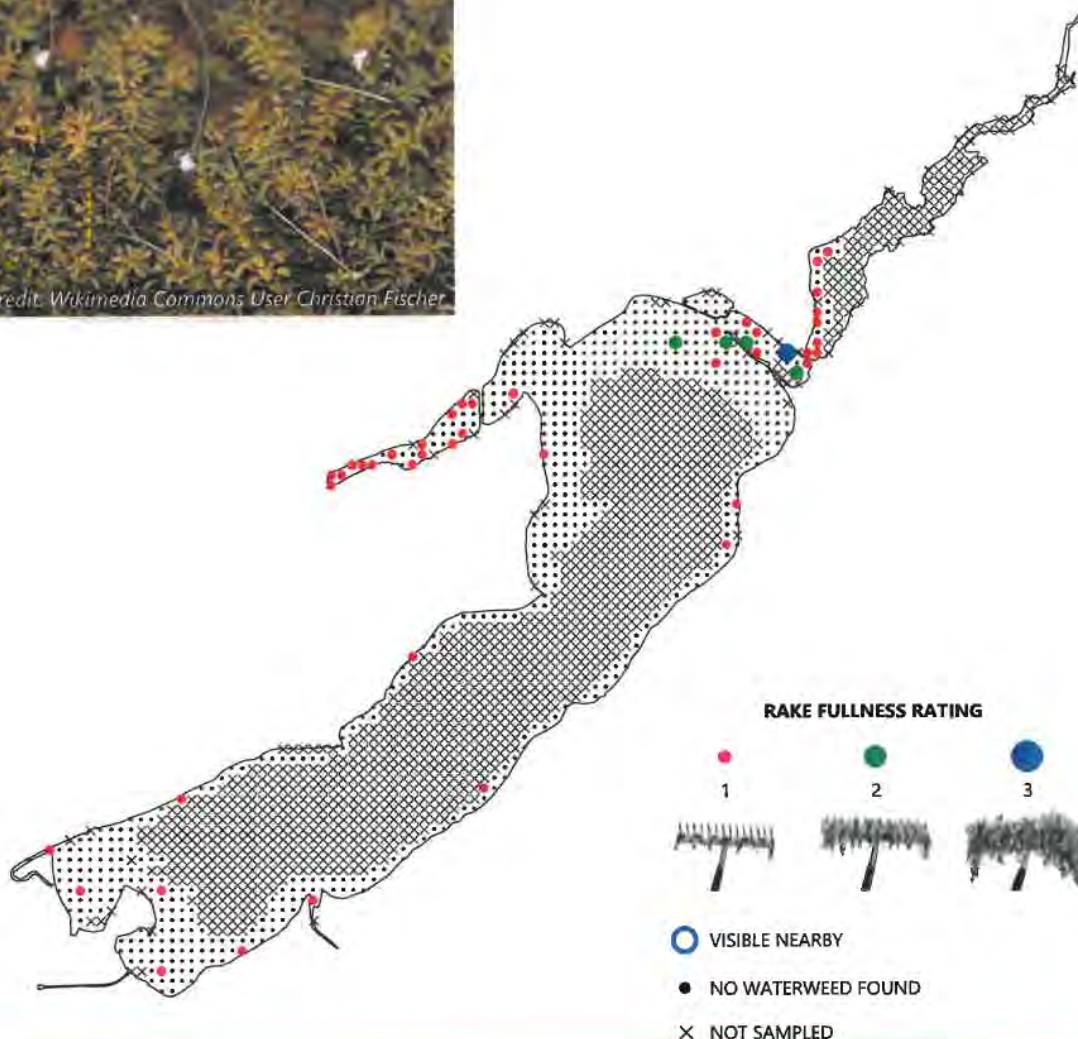 redit: Wikimedia Commons User Christian Fischer
RAKE FULLNESS RATING
1 2 3
VISIBLE NEARBY
NO WATERWEED FOUND
NOT SAMPLED